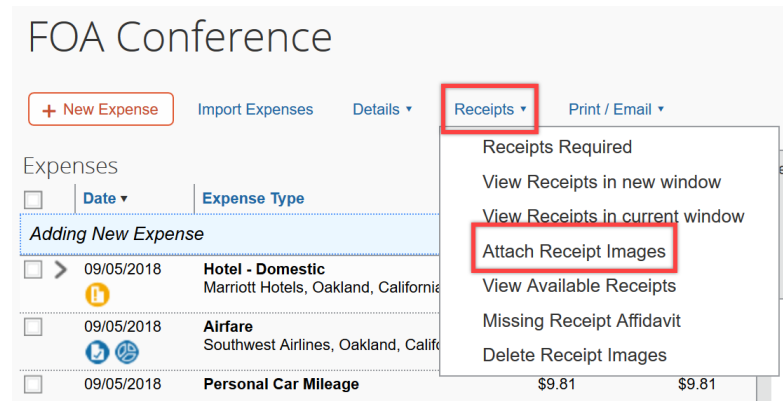 FOA Conference
+ New Expense Import Expenses Details ▾ Receipts ▾ Print / Email ▾
Receipts Required
Expenses
View Receipts in new window
Date ▾ Expense Type
View Receipts in current window
Adding New Expense
Attach Receipt Images
09/05/2018 Hotel - Domestic
Marriott Hotels, Oakland, California
View Available Receipts
09/05/2018 Airfare
Missing Receipt Affidavit
Southwest Airlines, Oakland,
Delete Receipt Images
09/05/2018 Personal Car Mileage $9.81 $9.81